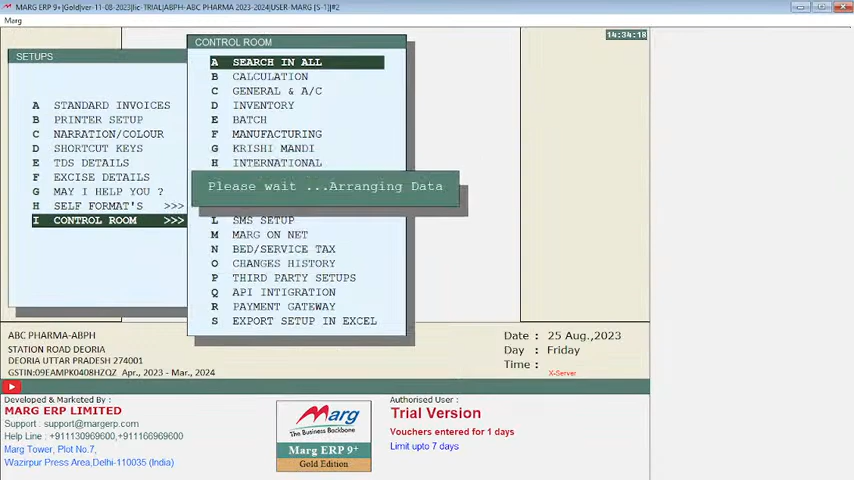 MARG ERP 9+|Gold|ver-11-08-2023|lic-TRIAL|ABPH-ABC PHARMA 2023-2024|USER-MARG [S-1]|#2
Marg
14:34:18
SETUPS
A STANDARD INVOICES
B PRINTER SETUP
C NARRATION/COLOUR
D SHORTCUT KEYS
E TDS DETAILS
F EXCISE DETAILS
G MAY I HELP YOU ?
H SELF FORMAT'S >>>
I CONTROL ROOM >>>
CONTROL ROOM
A SEARCH IN ALL
B CALCULATION
C GENERAL & A/C
D INVENTORY
E BATCH
F MANUFACTURING
G KRISHI MANDI
H INTERNATIONAL
Please wait ...Arranging Data
L SMS SETUP
M MARG ON NET
N BED/SERVICE TAX
O CHANGES HISTORY
P THIRD PARTY SETUPS
Q API INTIGRATION
R PAYMENT GATEWAY
S EXPORT SETUP IN EXCEL
ABC PHARMA-ABPH
STATION ROAD DEORIA
DEORIA UTTAR PRADESH 274001
GSTIN:09EAMPK0408HZQZ Apr., 2023 - Mar., 2024
Date : 25 Aug.,2023
Day : Friday
Time :
X-Server
Developed & Marketed By :
MARG ERP LIMITED
Support : support@margerp.com
Help Line : +911130969600,+911166969600
Marg Tower, Plot No.7,
Wazirpur Press Area,Delhi-110035 (India)
Marg
The Business Backbone
Marg ERP 9+
Gold Edition
Authorised User :
Trial Version
Vouchers entered for 1 days
Limit upto 7 days